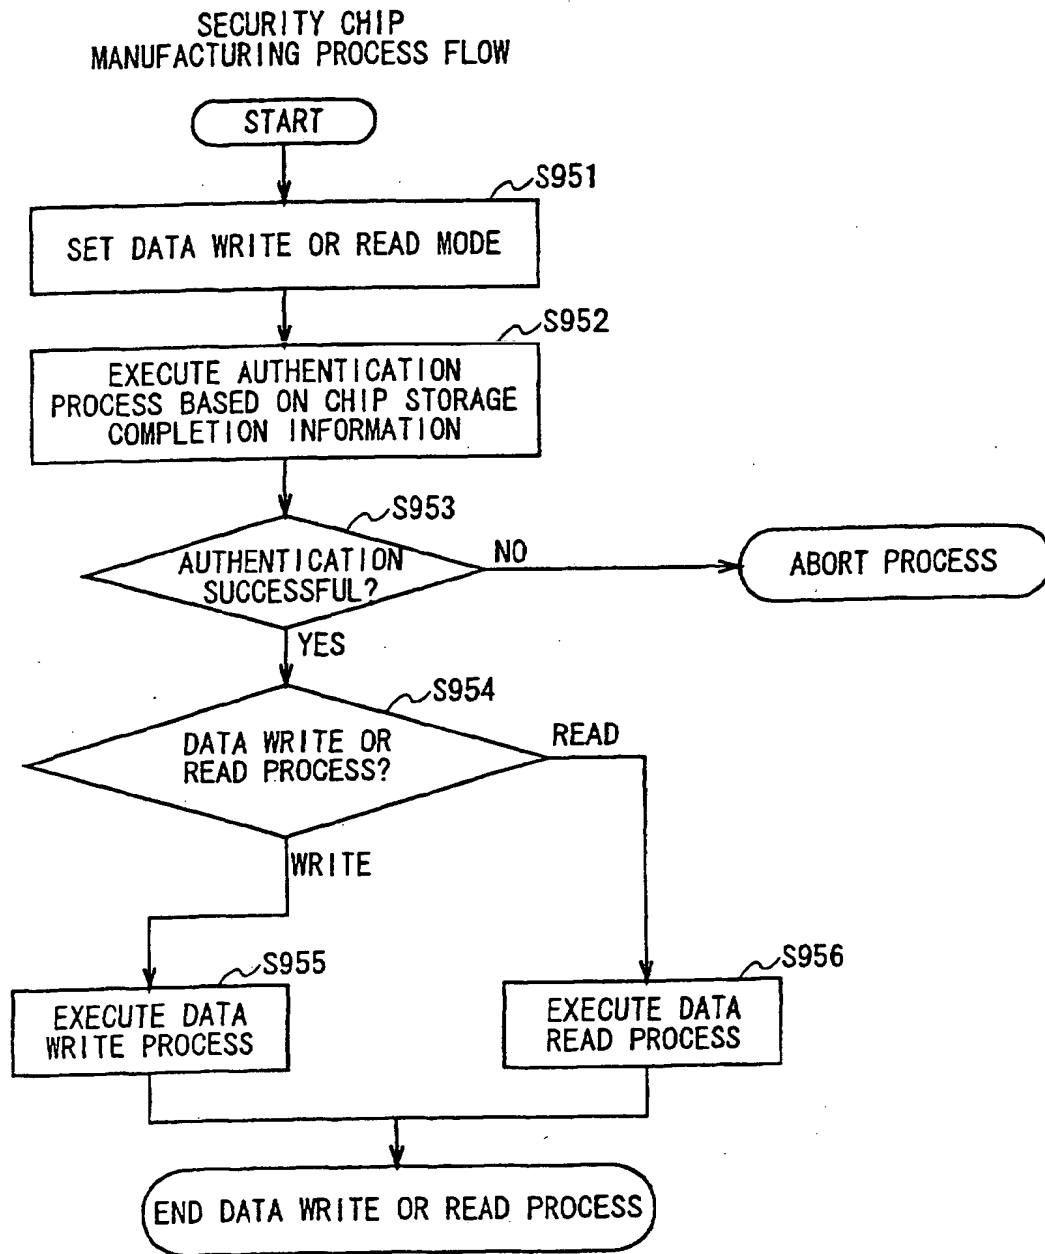 SECURITY CHIP
MANUFACTURING PROCESS FLOW
START
S951
SET DATA WRITE OR READ MODE
S952
EXECUTE AUTHENTICATION
PROCESS BASED ON CHIP STORAGE
COMPLETION INFORMATION
S953
AUTHENTICATION
SUCCESSFUL?
NO
ABORT PROCESS
YES
S954
DATA WRITE OR
READ PROCESS?
READ
WRITE
S955
EXECUTE DATA
WRITE PROCESS
S956
EXECUTE DATA
READ PROCESS
END DATA WRITE OR READ PROCESS